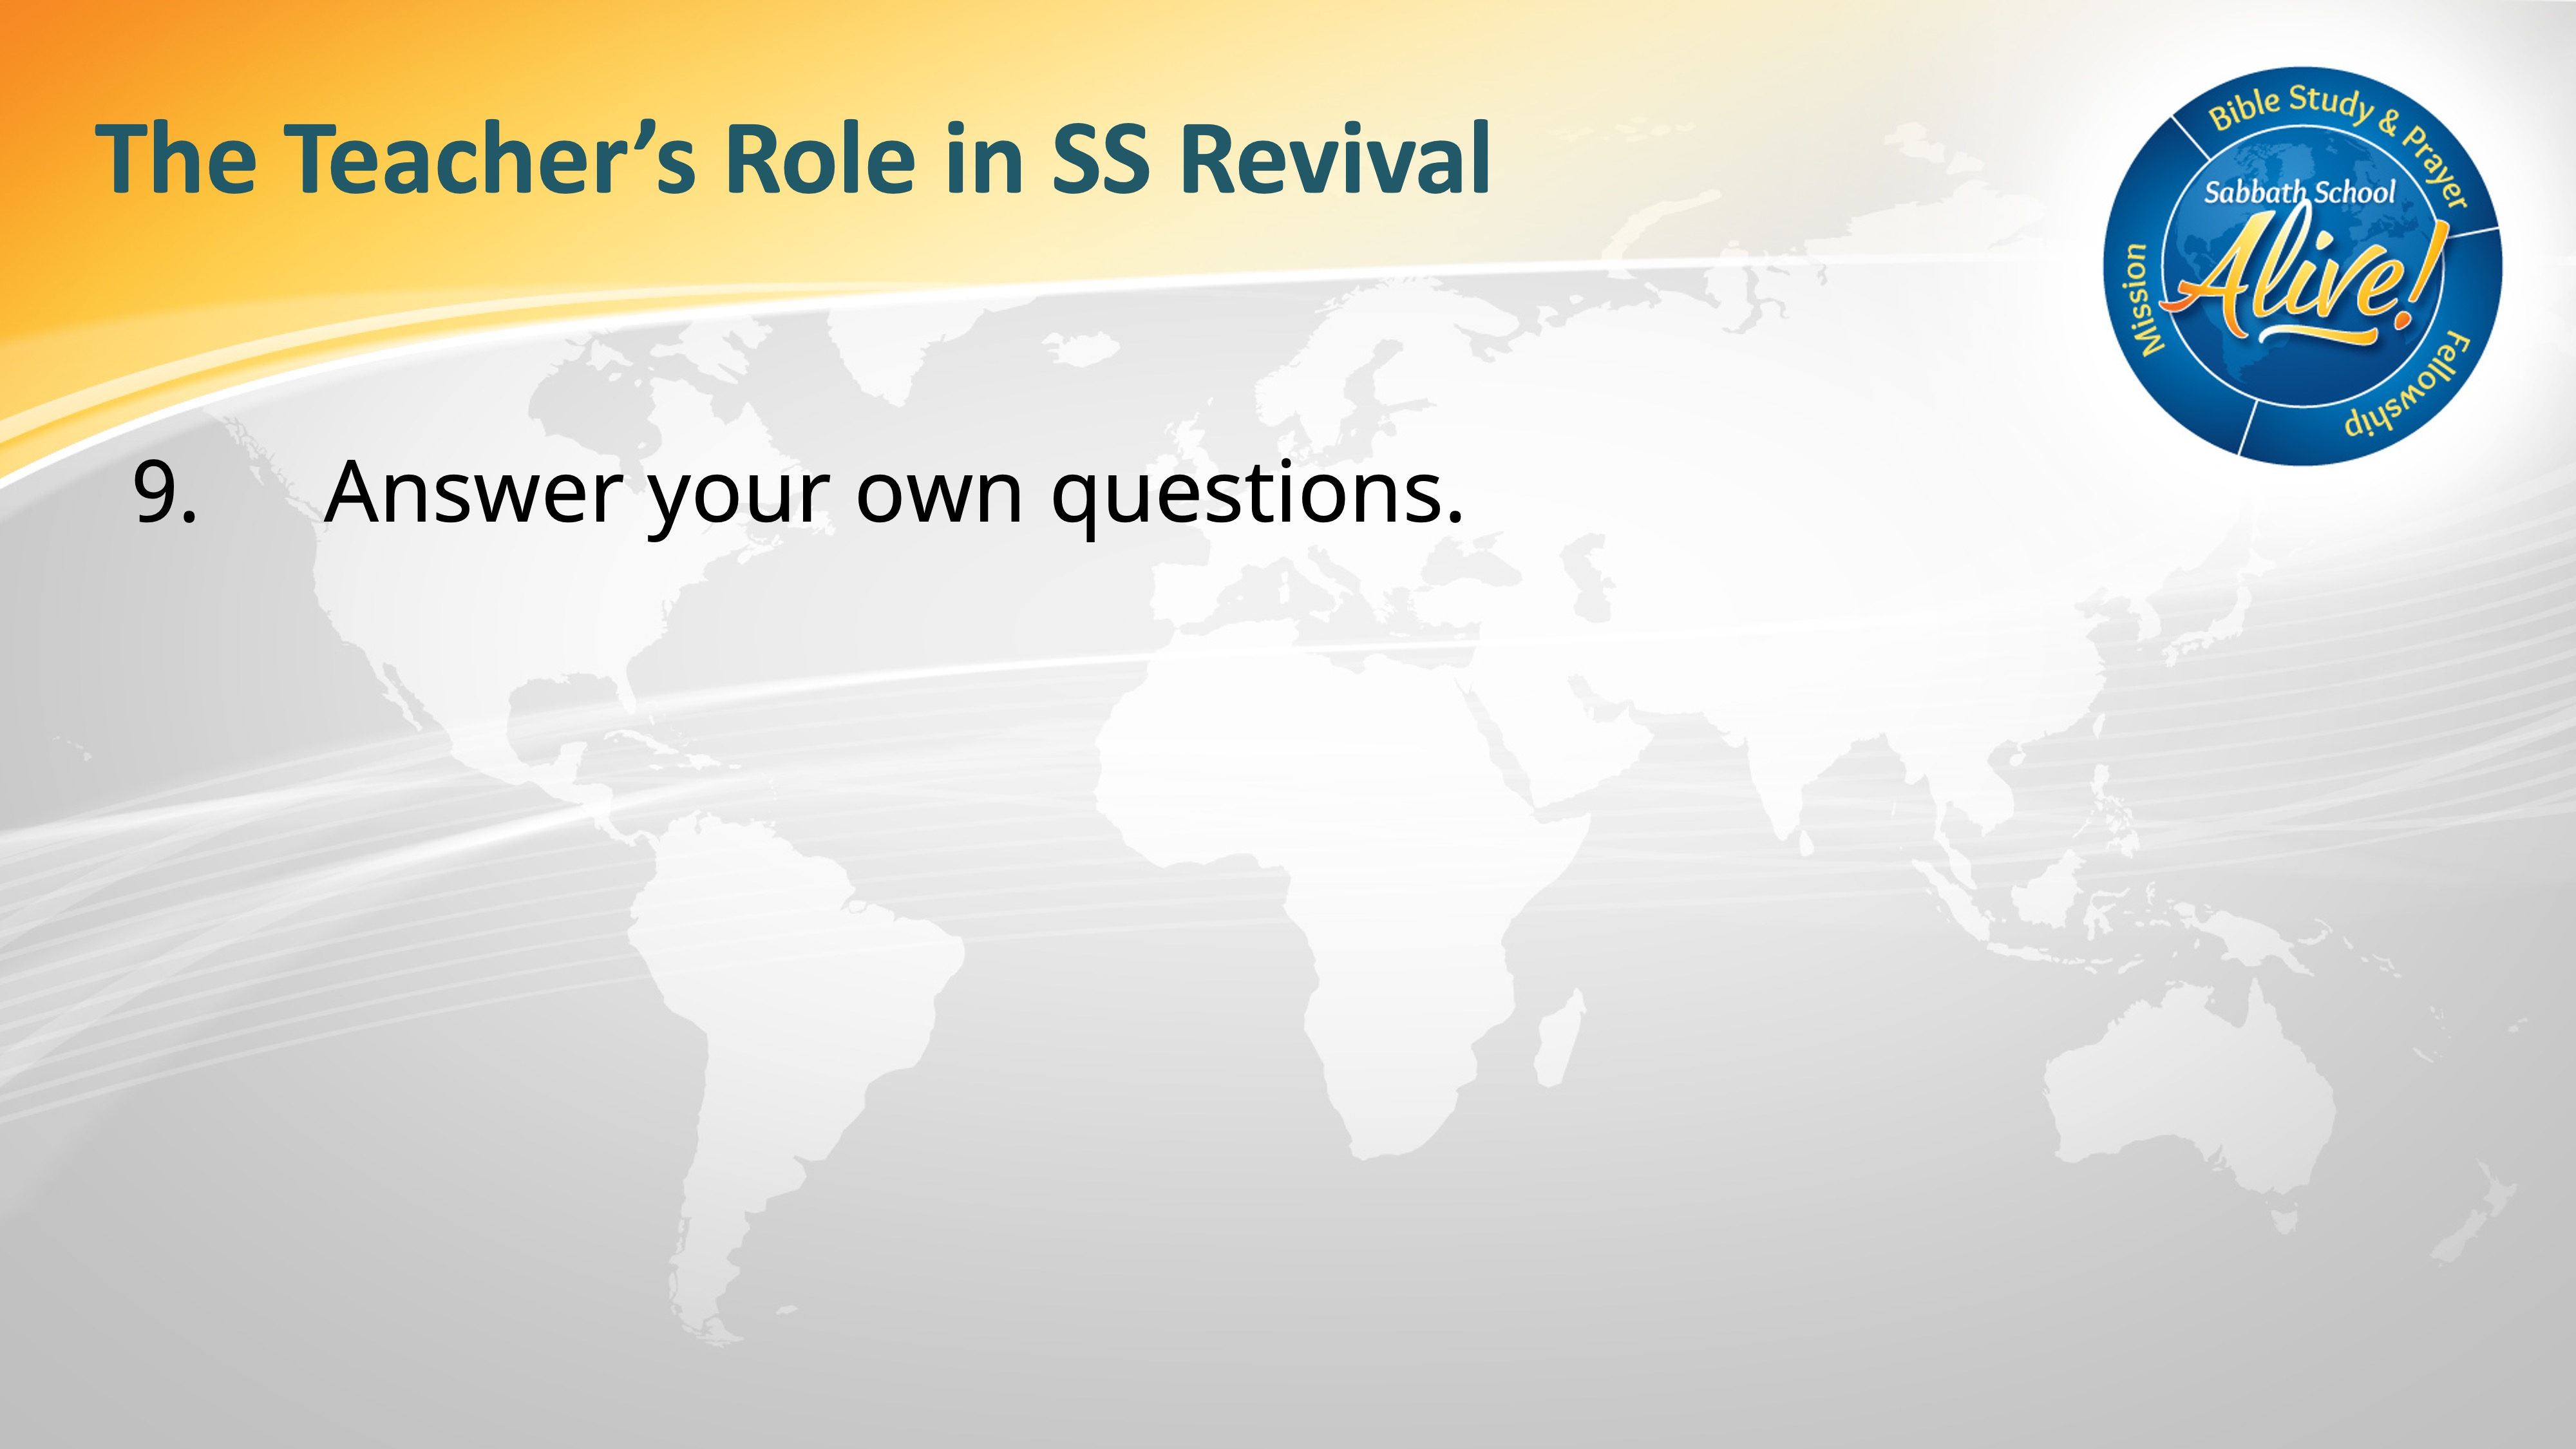 The Teacher’s Role in SS Revival
Bible Study & Prayer
Sabbath School
Alive!
Mission
Fellowship
9. Answer your own questions.